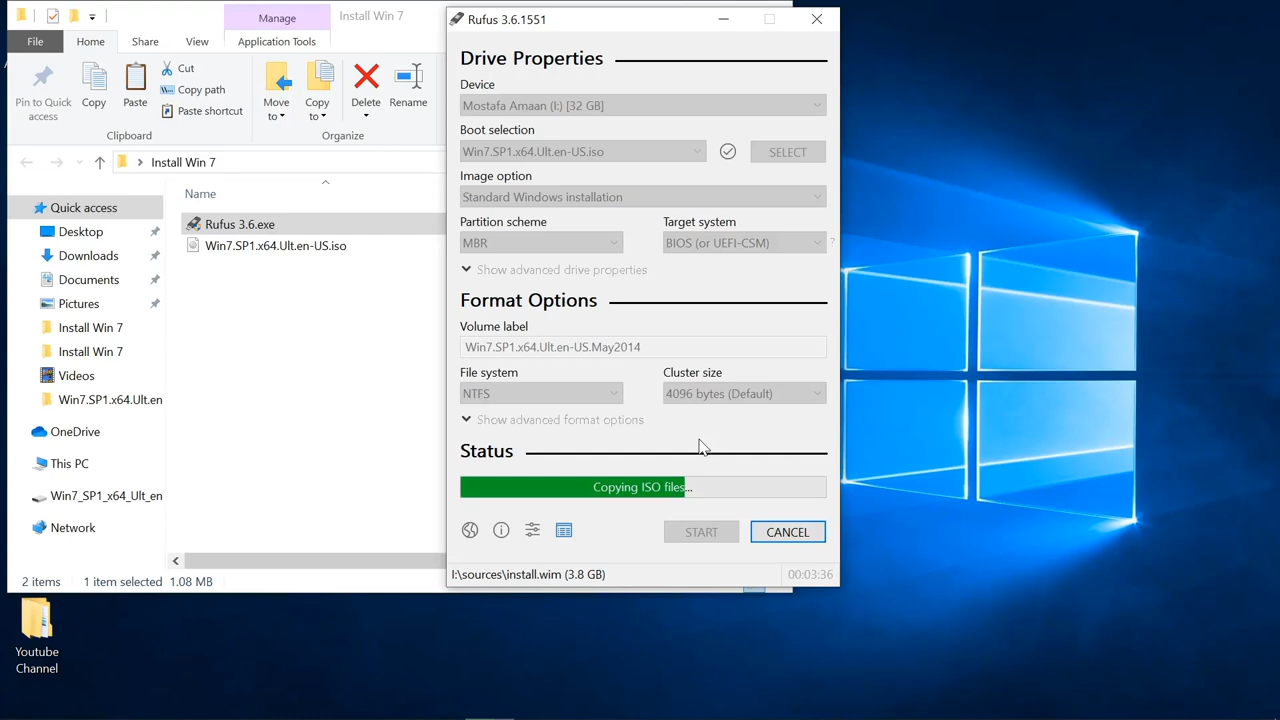 Manage
Install Win 7
File
Home
Share
View
Application Tools
Pin to Quick
access
Copy
Paste
Cut
Copy path
Paste shortcut
Clipboard
Move
to
Copy
to
Delete
Rename
Organize
Install Win 7
Name
Quick access
Desktop
Downloads
Documents
Pictures
Install Win 7
Install Win 7
Videos
Win7.SP1.x64.Ult.en
OneDrive
This PC
Win7_SP1_x64_Ult_en
Network
Rufus 3.6.exe
Win7.SP1.x64.Ult.en-US.iso
2 items
1 item selected
1.08 MB
Rufus 3.6.1551
Drive Properties
Device
Mostafa Amaan (I:) [32 GB]
Boot selection
Win7.SP1.x64.Ult.en-US.iso
SELECT
Image option
Standard Windows installation
Partition scheme
Target system
MBR
BIOS (or UEFI-CSM)
?
Show advanced drive properties
Format Options
Volume label
Win7.SP1.x64.Ult.en-US.May2014
File system
Cluster size
NTFS
4096 bytes (Default)
Show advanced format options
Status
Copying ISO files...
START
CANCEL
I:\sources\install.wim (3.8 GB)
00:03:36
Youtube
Channel